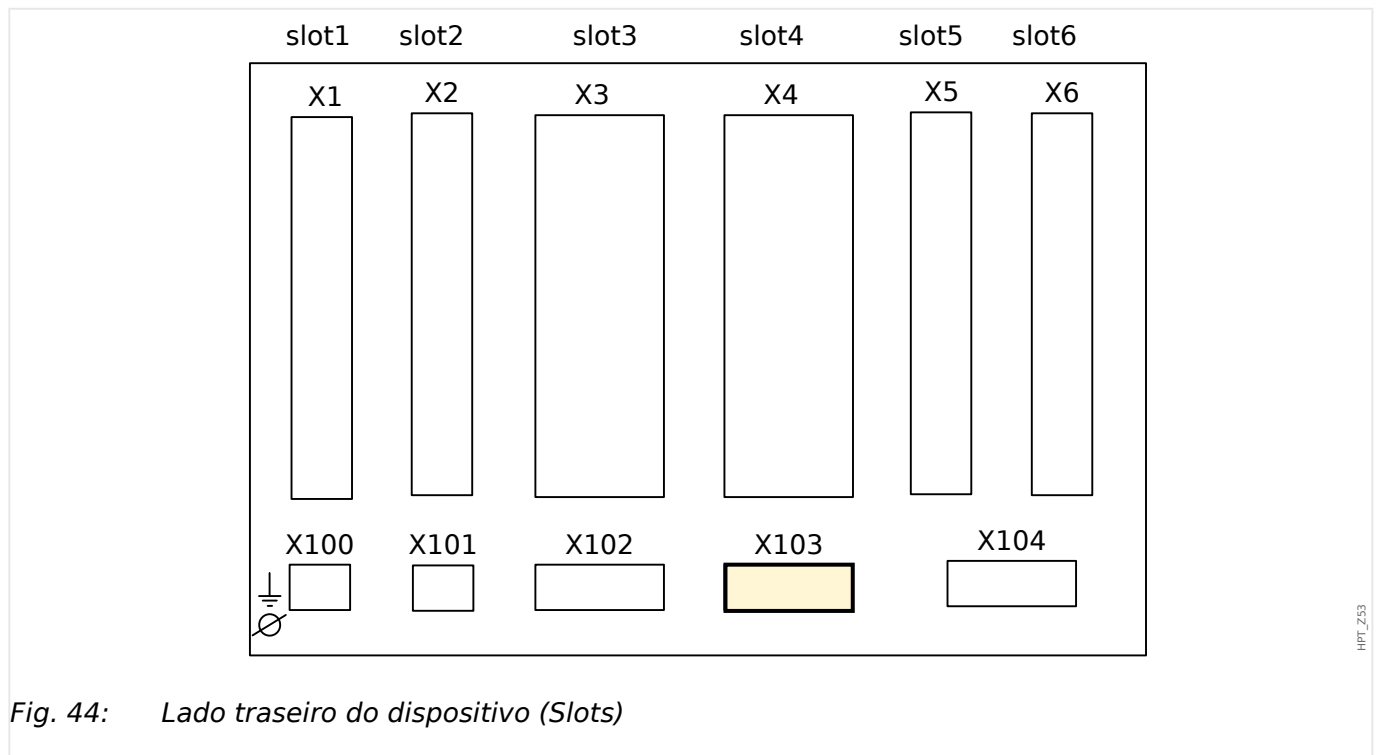 slot1 slot2 slot3 slot4 slot5 slot6
X1 X2 X3 X4 X5 X6
X100 X101 X102 X103 X104
HPT_Z53
Fig. 44: Lado traseiro do dispositivo (Slots)